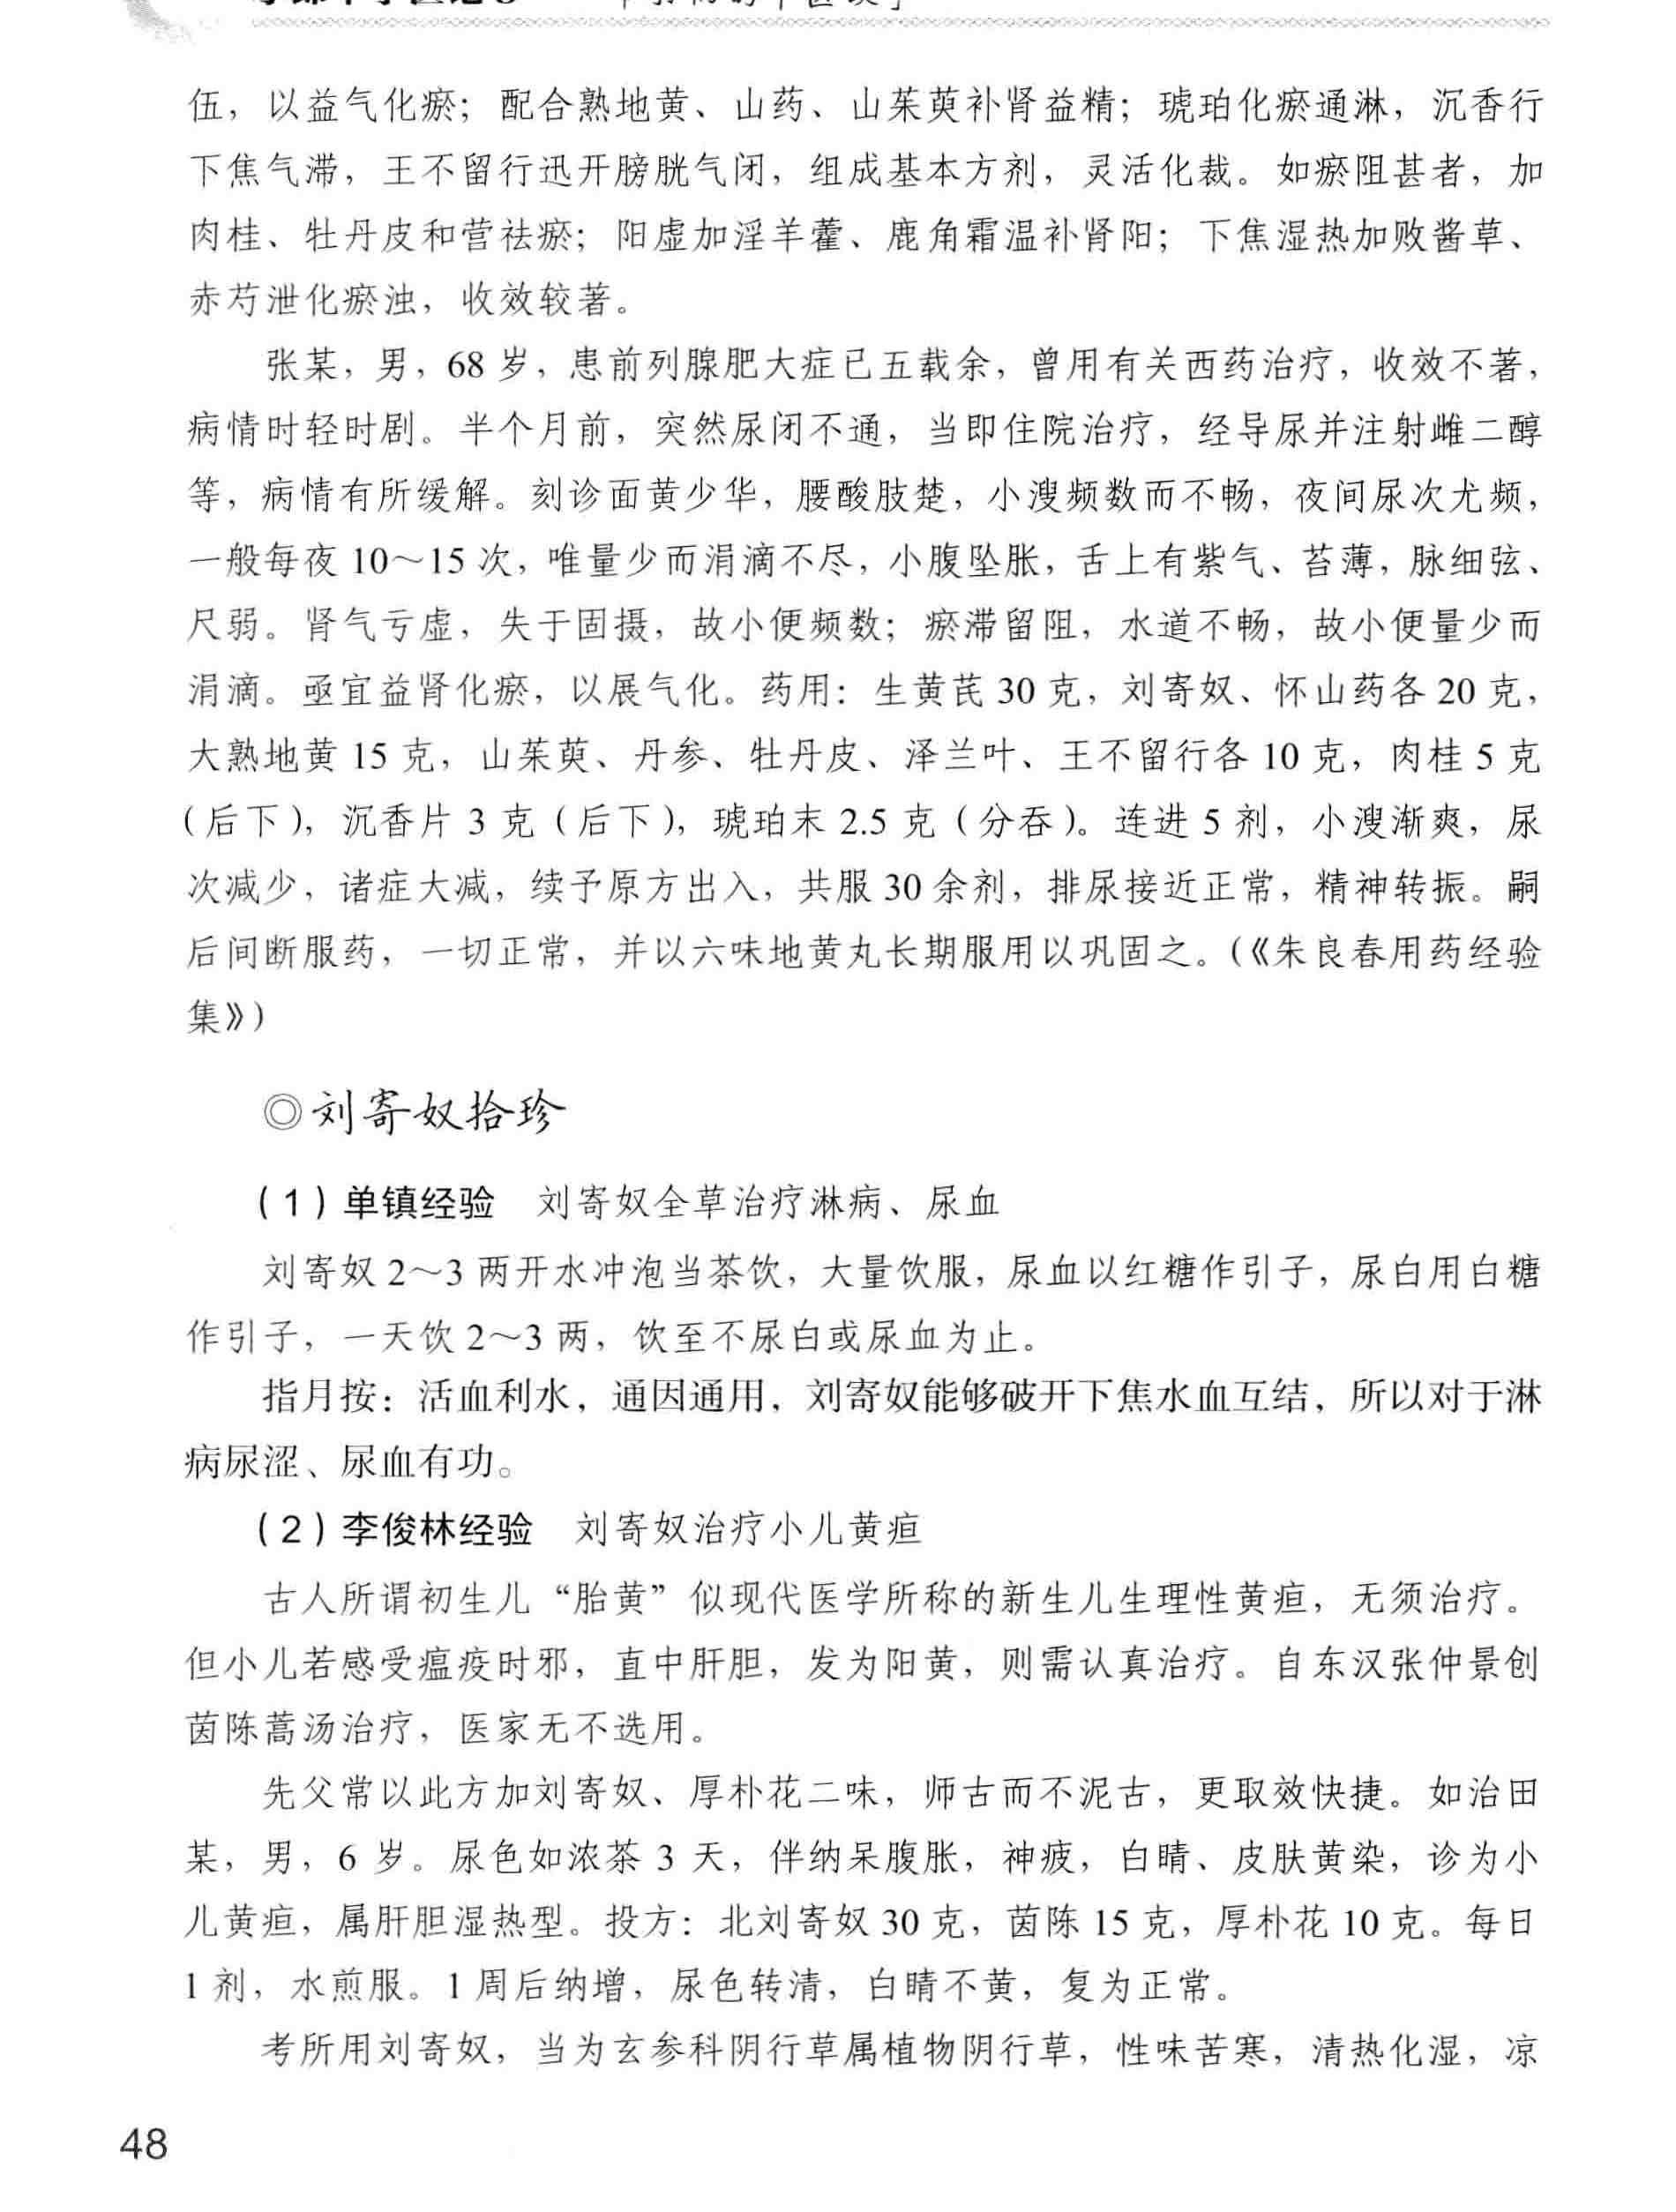 伍，以益气化瘀；配合熟地黄、山药、山茱萸补肾益精；琥珀化瘀通淋，沉香行
下焦气滞，王不留行迅开膀胱气闭，组成基本方剂，灵活化裁。如瘀阻甚者，加
肉桂、牡丹皮和营祛瘀；阳虚加淫羊藿、鹿角霜温补肾阳；下焦湿热加败酱草、
赤芍泄化瘀浊，收效较著。
张某，男，68 岁，患前列腺肥大症已五载余，曾用有关西药治疗，收效不著，
病情时轻时剧。半个月前，突然尿闭不通，当即住院治疗，经导尿并注射雌二醇
等，病情有所缓解。刻诊面黄少华，腰酸肢楚，小溲频数而不畅，夜间尿次尤频，
一般每夜 10～15 次，唯量少而涓滴不尽，小腹坠胀，舌上有紫气、苔薄，脉细弦、
尺弱。肾气亏虚，失于固摄，故小便频数；瘀滞留阻，水道不畅，故小便量少而
涓滴。亟宜益肾化瘀，以展气化。药用：生黄芪 30 克，刘寄奴、怀山药各 20 克，
大熟地黄 15 克，山茱萸、丹参、牡丹皮、泽兰叶、王不留行各 10 克，肉桂 5 克
（后下），沉香片 3 克（后下），琥珀末 2.5 克（分吞）。连进 5 剂，小溲渐爽，尿
次减少，诸症大减，续予原方出入，共服 30 余剂，排尿接近正常，精神转振。嗣
后间断服药，一切正常，并以六味地黄丸长期服用以巩固之。（《朱良春用药经验
集》）
◎刘寄奴拾珍
（1）单镇经验　刘寄奴全草治疗淋病、尿血
刘寄奴 2～3 两开水冲泡当茶饮，大量饮服，尿血以红糖作引子，尿白用白糖
作引子，一天饮 2～3 两，饮至不尿白或尿血为止。
指月按：活血利水，通因通用，刘寄奴能够破开下焦水血互结，所以对于淋
病尿涩、尿血有功。
（2）李俊林经验　刘寄奴治疗小儿黄疸
古人所谓初生儿“胎黄”似现代医学所称的新生儿生理性黄疸，无须治疗。
但小儿若感受瘟疫时邪，直中肝胆，发为阳黄，则需认真治疗。自东汉张仲景创
茵陈蒿汤治疗，医家无不选用。
先父常以此方加刘寄奴、厚朴花二味，师古而不泥古，更取效快捷。如治田
某，男，6 岁。尿色如浓茶 3 天，伴纳呆腹胀，神疲，白睛、皮肤黄染，诊为小
儿黄疸，属肝胆湿热型。投方：北刘寄奴 30 克，茵陈 15 克，厚朴花 10 克。每日
1 剂，水煎服。1 周后纳增，尿色转清，白睛不黄，复为正常。
考所用刘寄奴，当为玄参科阴行草属植物阴行草，性味苦寒，清热化湿，凉
48